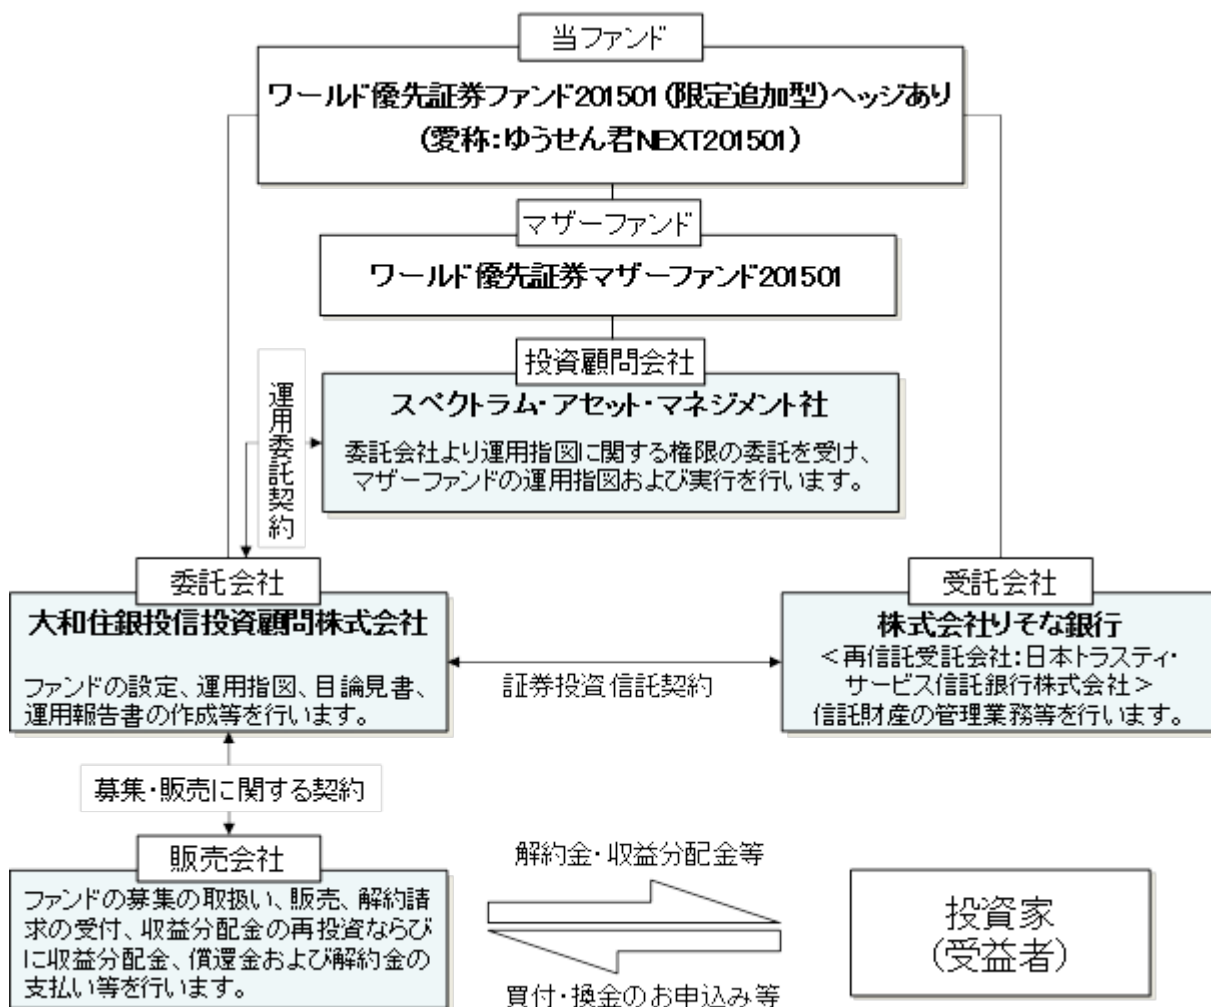 当ファンド
ワールド優先証券ファンド201501(限定追加型)ヘッジあり
(愛称:ゆうせん君NEXT201501)
マザーファンド
ワールド優先証券マザーファンド201501
投資顧問会社
スペクトラム・アセット・マネジメント社
委託会社より運用指図に関する権限の委託を受け、
マザーファンドの運用指図および実行を行います。
運用委託契約
委託会社
大和住銀投信投資顧問株式会社
ファンドの設定、運用指図、目論見書、
運用報告書の作成等を行います。
証券投資信託契約
受託会社
株式会社りそな銀行
<再信託受託会社:日本トラスティ・
サービス信託銀行株式会社>
信託財産の管理業務等を行います。
募集・販売に関する契約
販売会社
ファンドの募集の取扱い、販売、解約請
求の受付、収益分配金の再投資ならび
に収益分配金、償還金および解約金の
支払い等を行います。
解約金・収益分配金等
買付・換金のお申込み等
投資家
(受益者)